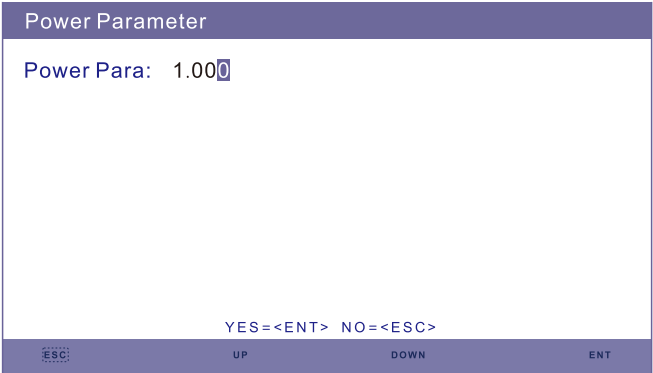 Power Parameter
Power Para: 1.000
YES=<ENT> NO=<ESC>
ESC UP DOWN ENT